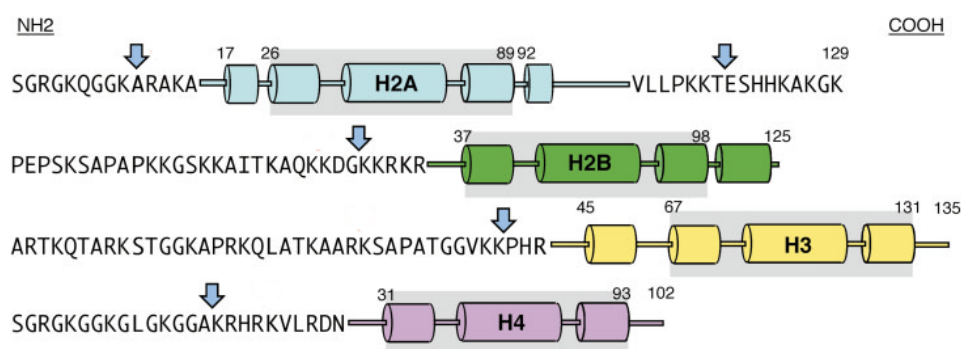 NH2 COOH
17 26 89 92 129
SGRGKQGGKARAKA H2A VLLPKKTESHHKAKGK
37 98 125
PEPSKSAPAPKKGSKKAITKAQKKDGKKRKR H2B
45 67 131 135
ARTKQTARKSTGGKAPRKQLATKAARKSAPATGGVKKPHR H3
31 93 102
SGRGKGGKGLGKGGAKRHRKVLRDN H4